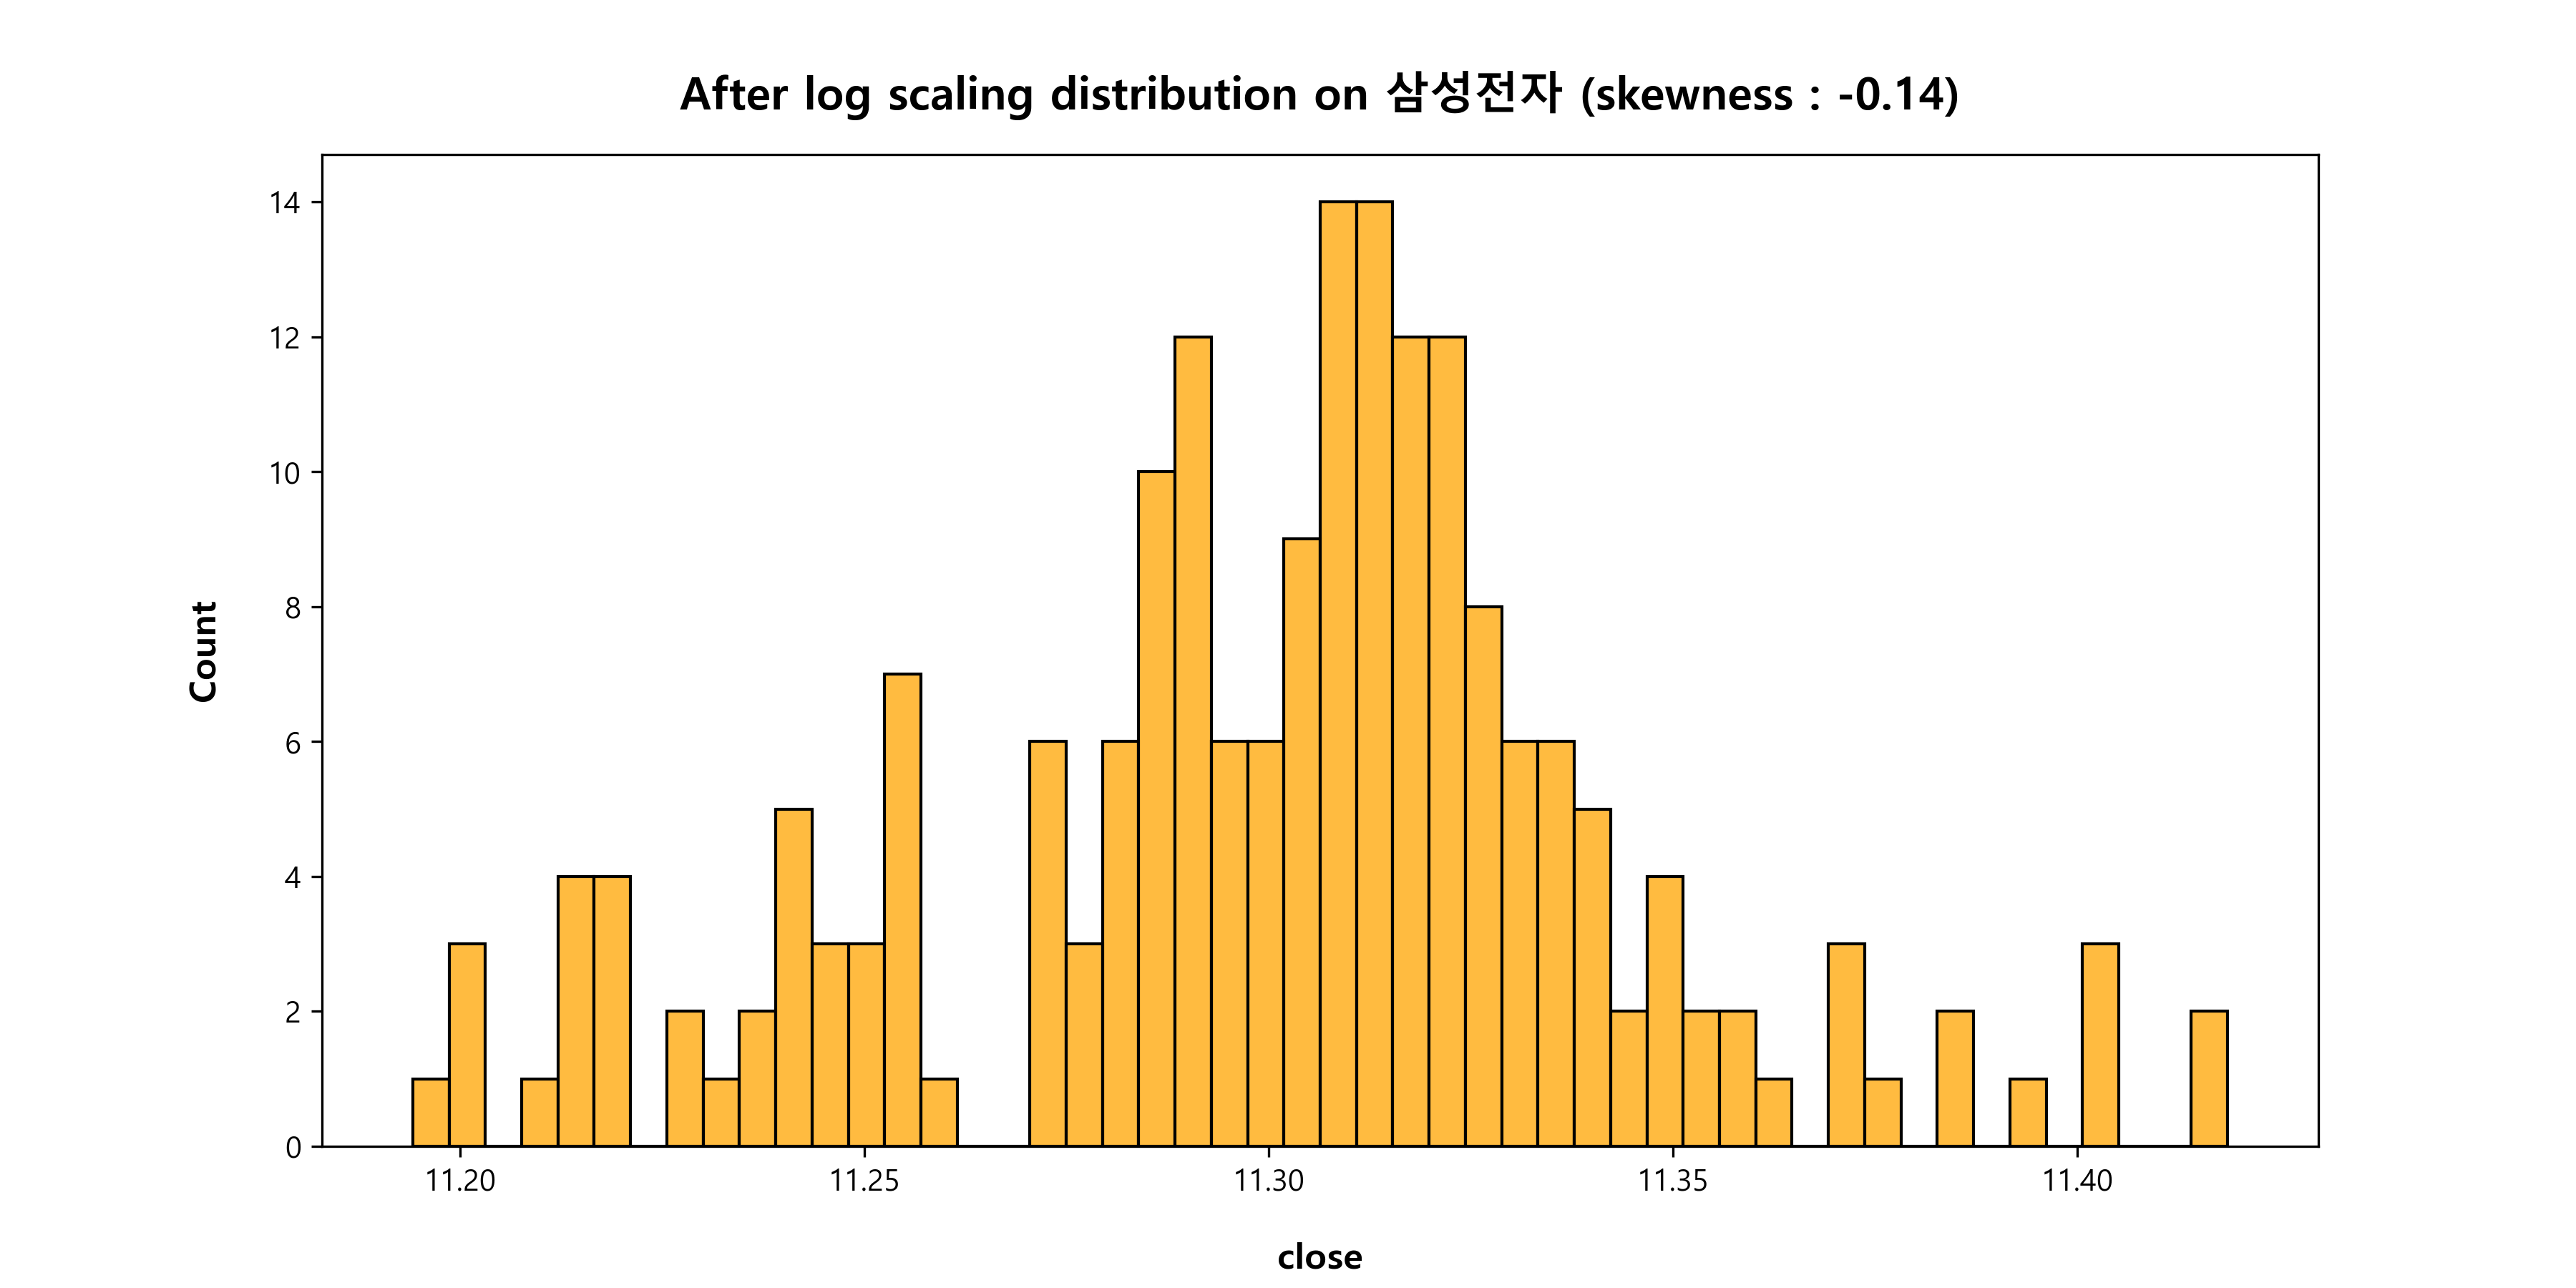 After log scaling distribution on 삼성전자 (skewness : -0.14)
14
12
10
8
6
4
2
0
Count
11.20 11.25 11.30 11.35 11.40
close